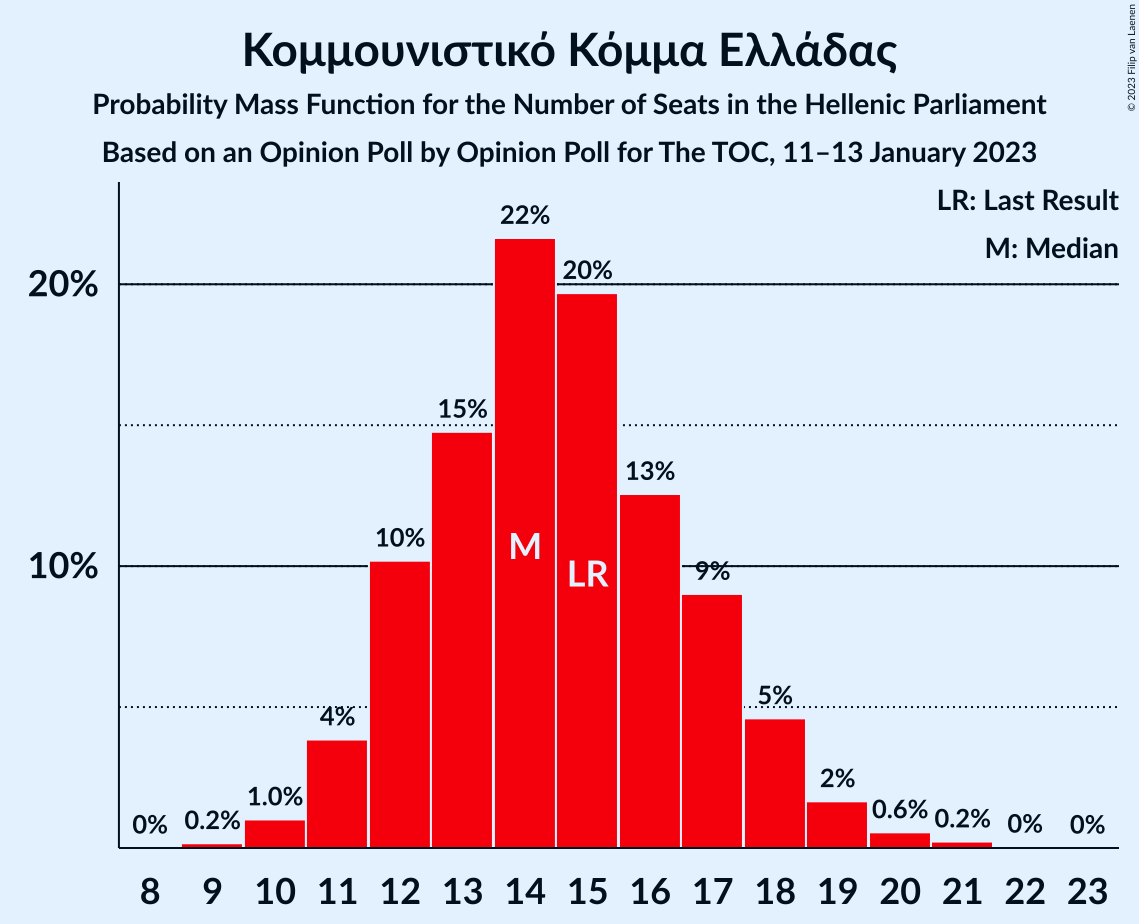 Κομμουνιστικό Κόμμα Ελλάδας
Probability Mass Function for the Number of Seats in the Hellenic Parliament
Based on an Opinion Poll by Opinion Poll for The TOC, 11–13 January 2023
© 2023 Filip van Laenen
LR: Last Result
M: Median
20%
10%
0%
0.2%
1.0%
4%
10%
15%
22%
20%
13%
9%
5%
2%
0.6%
0.2%
0%
0%
M
LR
8 9 10 11 12 13 14 15 16 17 18 19 20 21 22 23